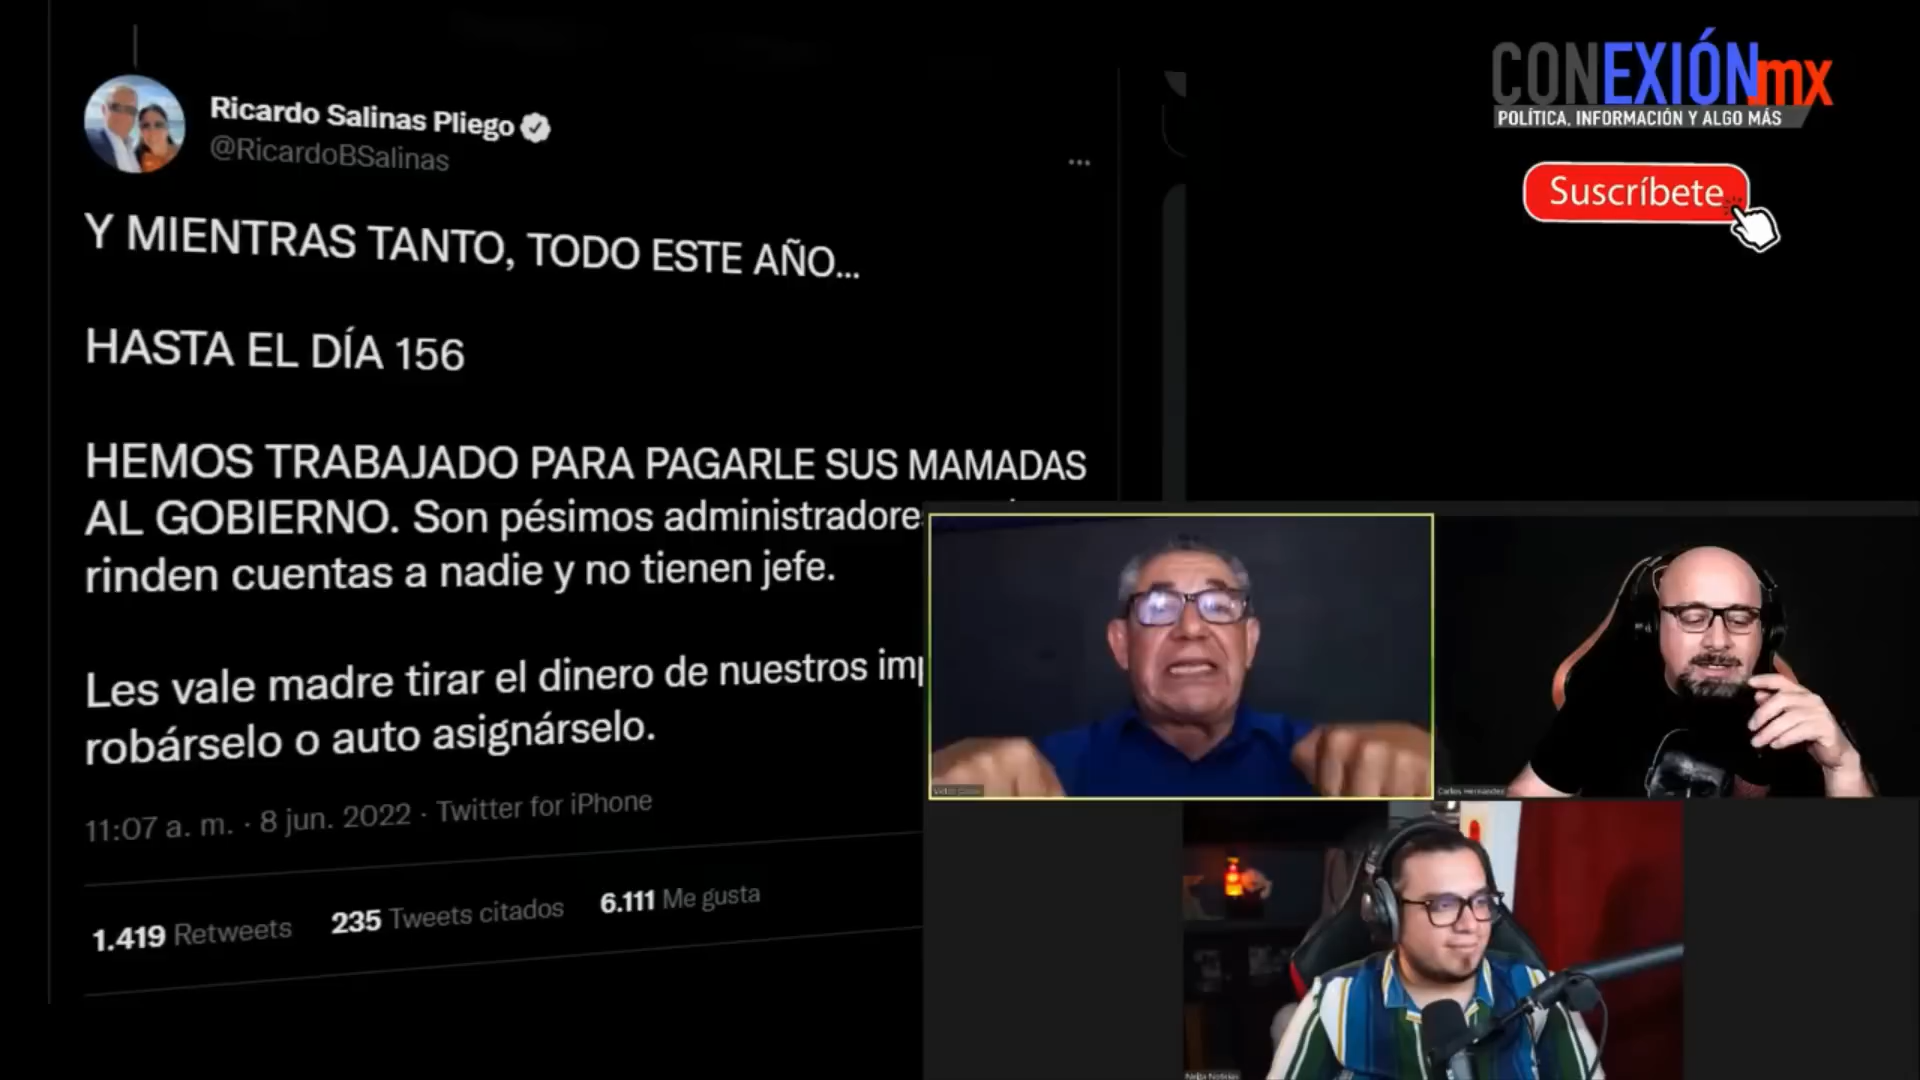 Ricardo Salinas Pliego
@RicardoBSalinas
Y MIENTRAS TANTO, TODO ESTE AÑO...
HASTA EL DÍA 156
HEMOS TRABAJADO PARA PAGARLE SUS MAMADAS
AL GOBIERNO. Son pésimos administradores
rinden cuentas a nadie y no tienen jefe.
Les vale madre tirar el dinero de nuestros
robárselo o auto asignárselo.
11:07 a. m. · 8 jun. 2022 · Twitter for iPhone
1.419 Retweets 235 Tweets citados 6.111 Me gusta
CONEXIÓNmx
POLÍTICA, INFORMACIÓN Y ALGO MÁS
Suscríbete
Carlos Hernández